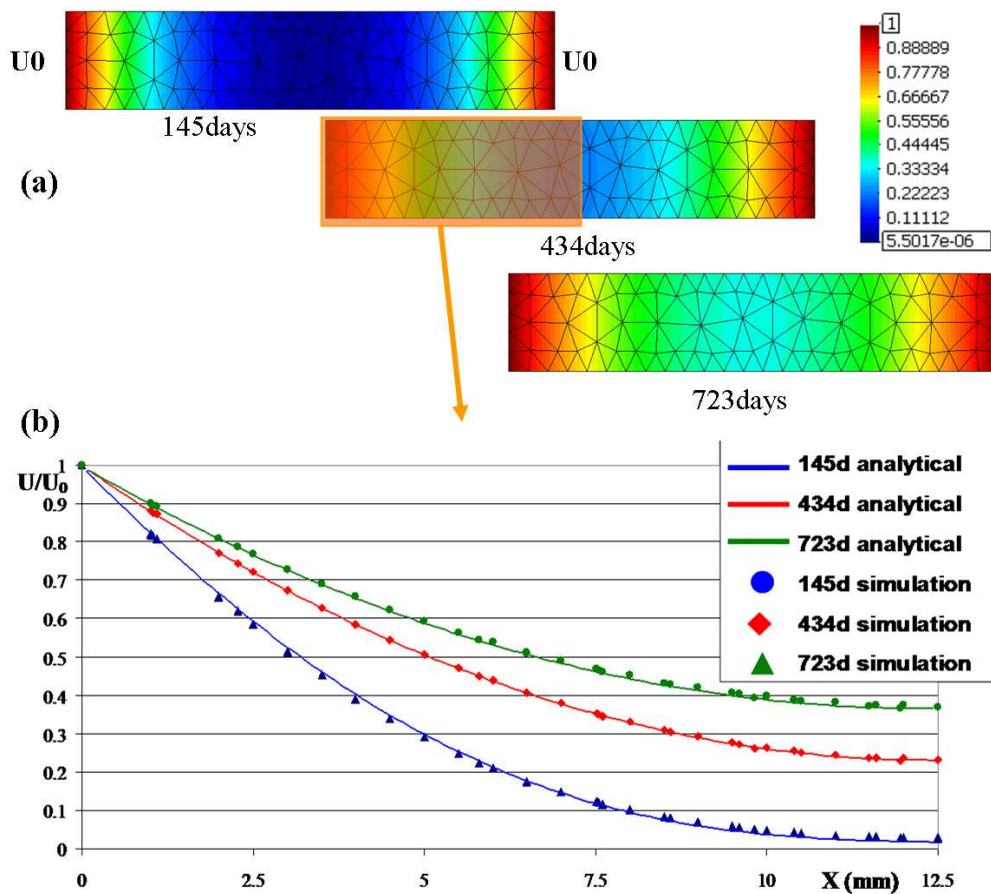 U0
U0
145days
1
0.88889
0.77778
0.66667
0.55556
0.44445
0.33334
0.22223
0.11112
5.5017e-06
(a)
434days
723days
(b)
U/U0
1
0.9
0.8
0.7
0.6
0.5
0.4
0.3
0.2
0.1
0
145d analytical
434d analytical
723d analytical
145d simulation
434d simulation
723d simulation
0
2.5
5
7.5
10
X (mm)
12.5